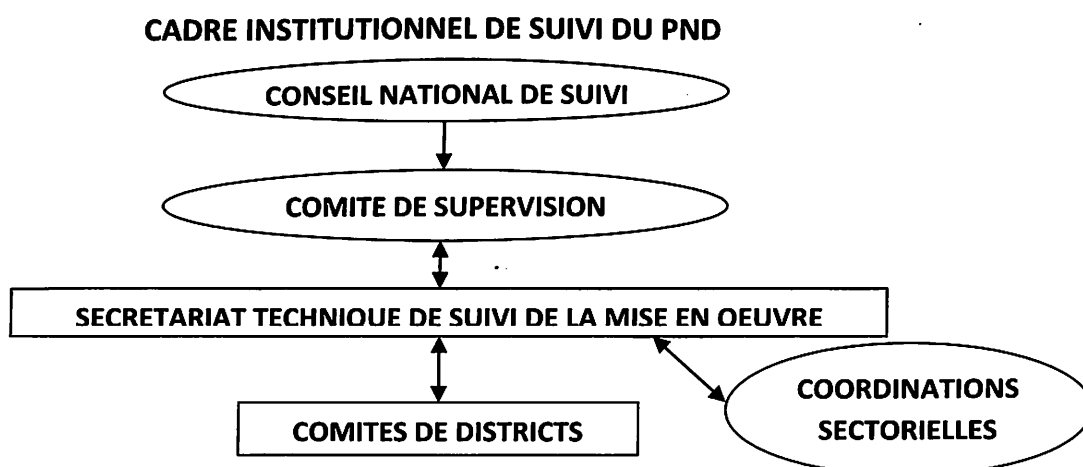 CADRE INSTITUTIONNEL DE SUIVI DU PND
CONSEIL NATIONAL DE SUIVI
COMITE DE SUPERVISION
SECRETARIAT TECHNIQUE DE SUIVI DE LA MISE EN OEUVRE
COMITES DE DISTRICTS
COORDINATIONS
SECTORIELLES